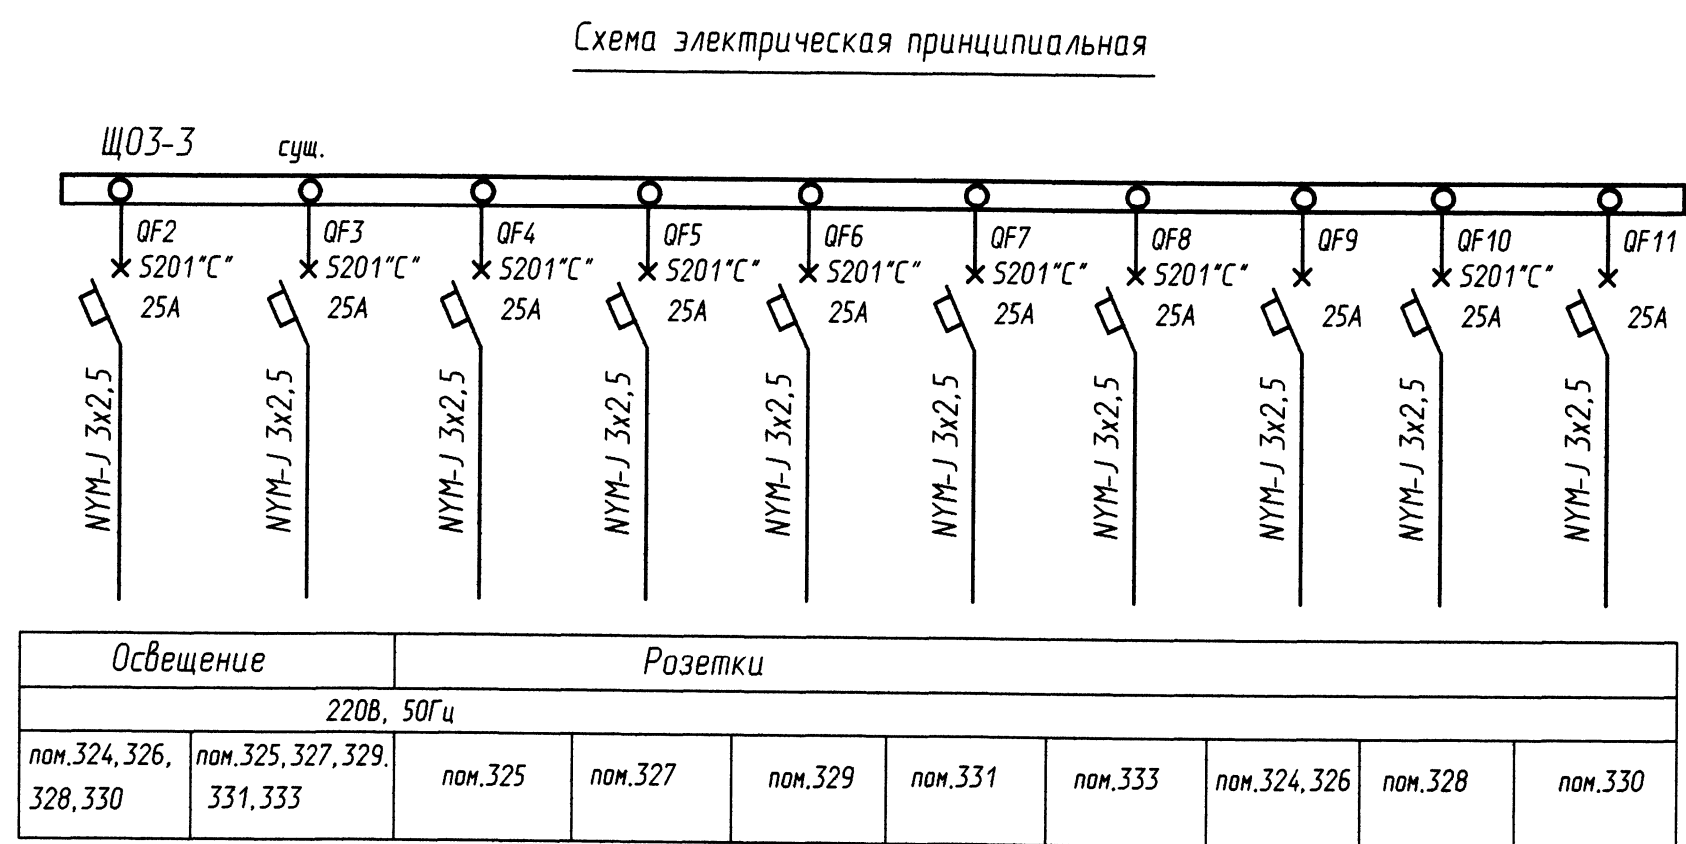 Схема электрическая принципиальная
ЩО3-3 сущ.
QF2 QF3 QF4 QF5 QF6 QF7 QF8 QF9 QF10 QF11
S201"С" S201"С" S201"С" S201"С" S201"С" S201"С" S201"С" S201"С"
25А 25А 25А 25А 25А 25А 25А 25А 25А 25А
NYM-J 3x2,5 NYM-J 3x2,5 NYM-J 3x2,5 NYM-J 3x2,5 NYM-J 3x2,5 NYM-J 3x2,5 NYM-J 3x2,5 NYM-J 3x2,5 NYM-J 3x2,5 NYM-J 3x2,5
Освещение Розетки
220В, 50Гц
пом.324,326, пом.325,327,329.
328,330 331,333 пом.325 пом.327 пом.329 пом.331 пом.333 пом.324,326 пом.328 пом.330